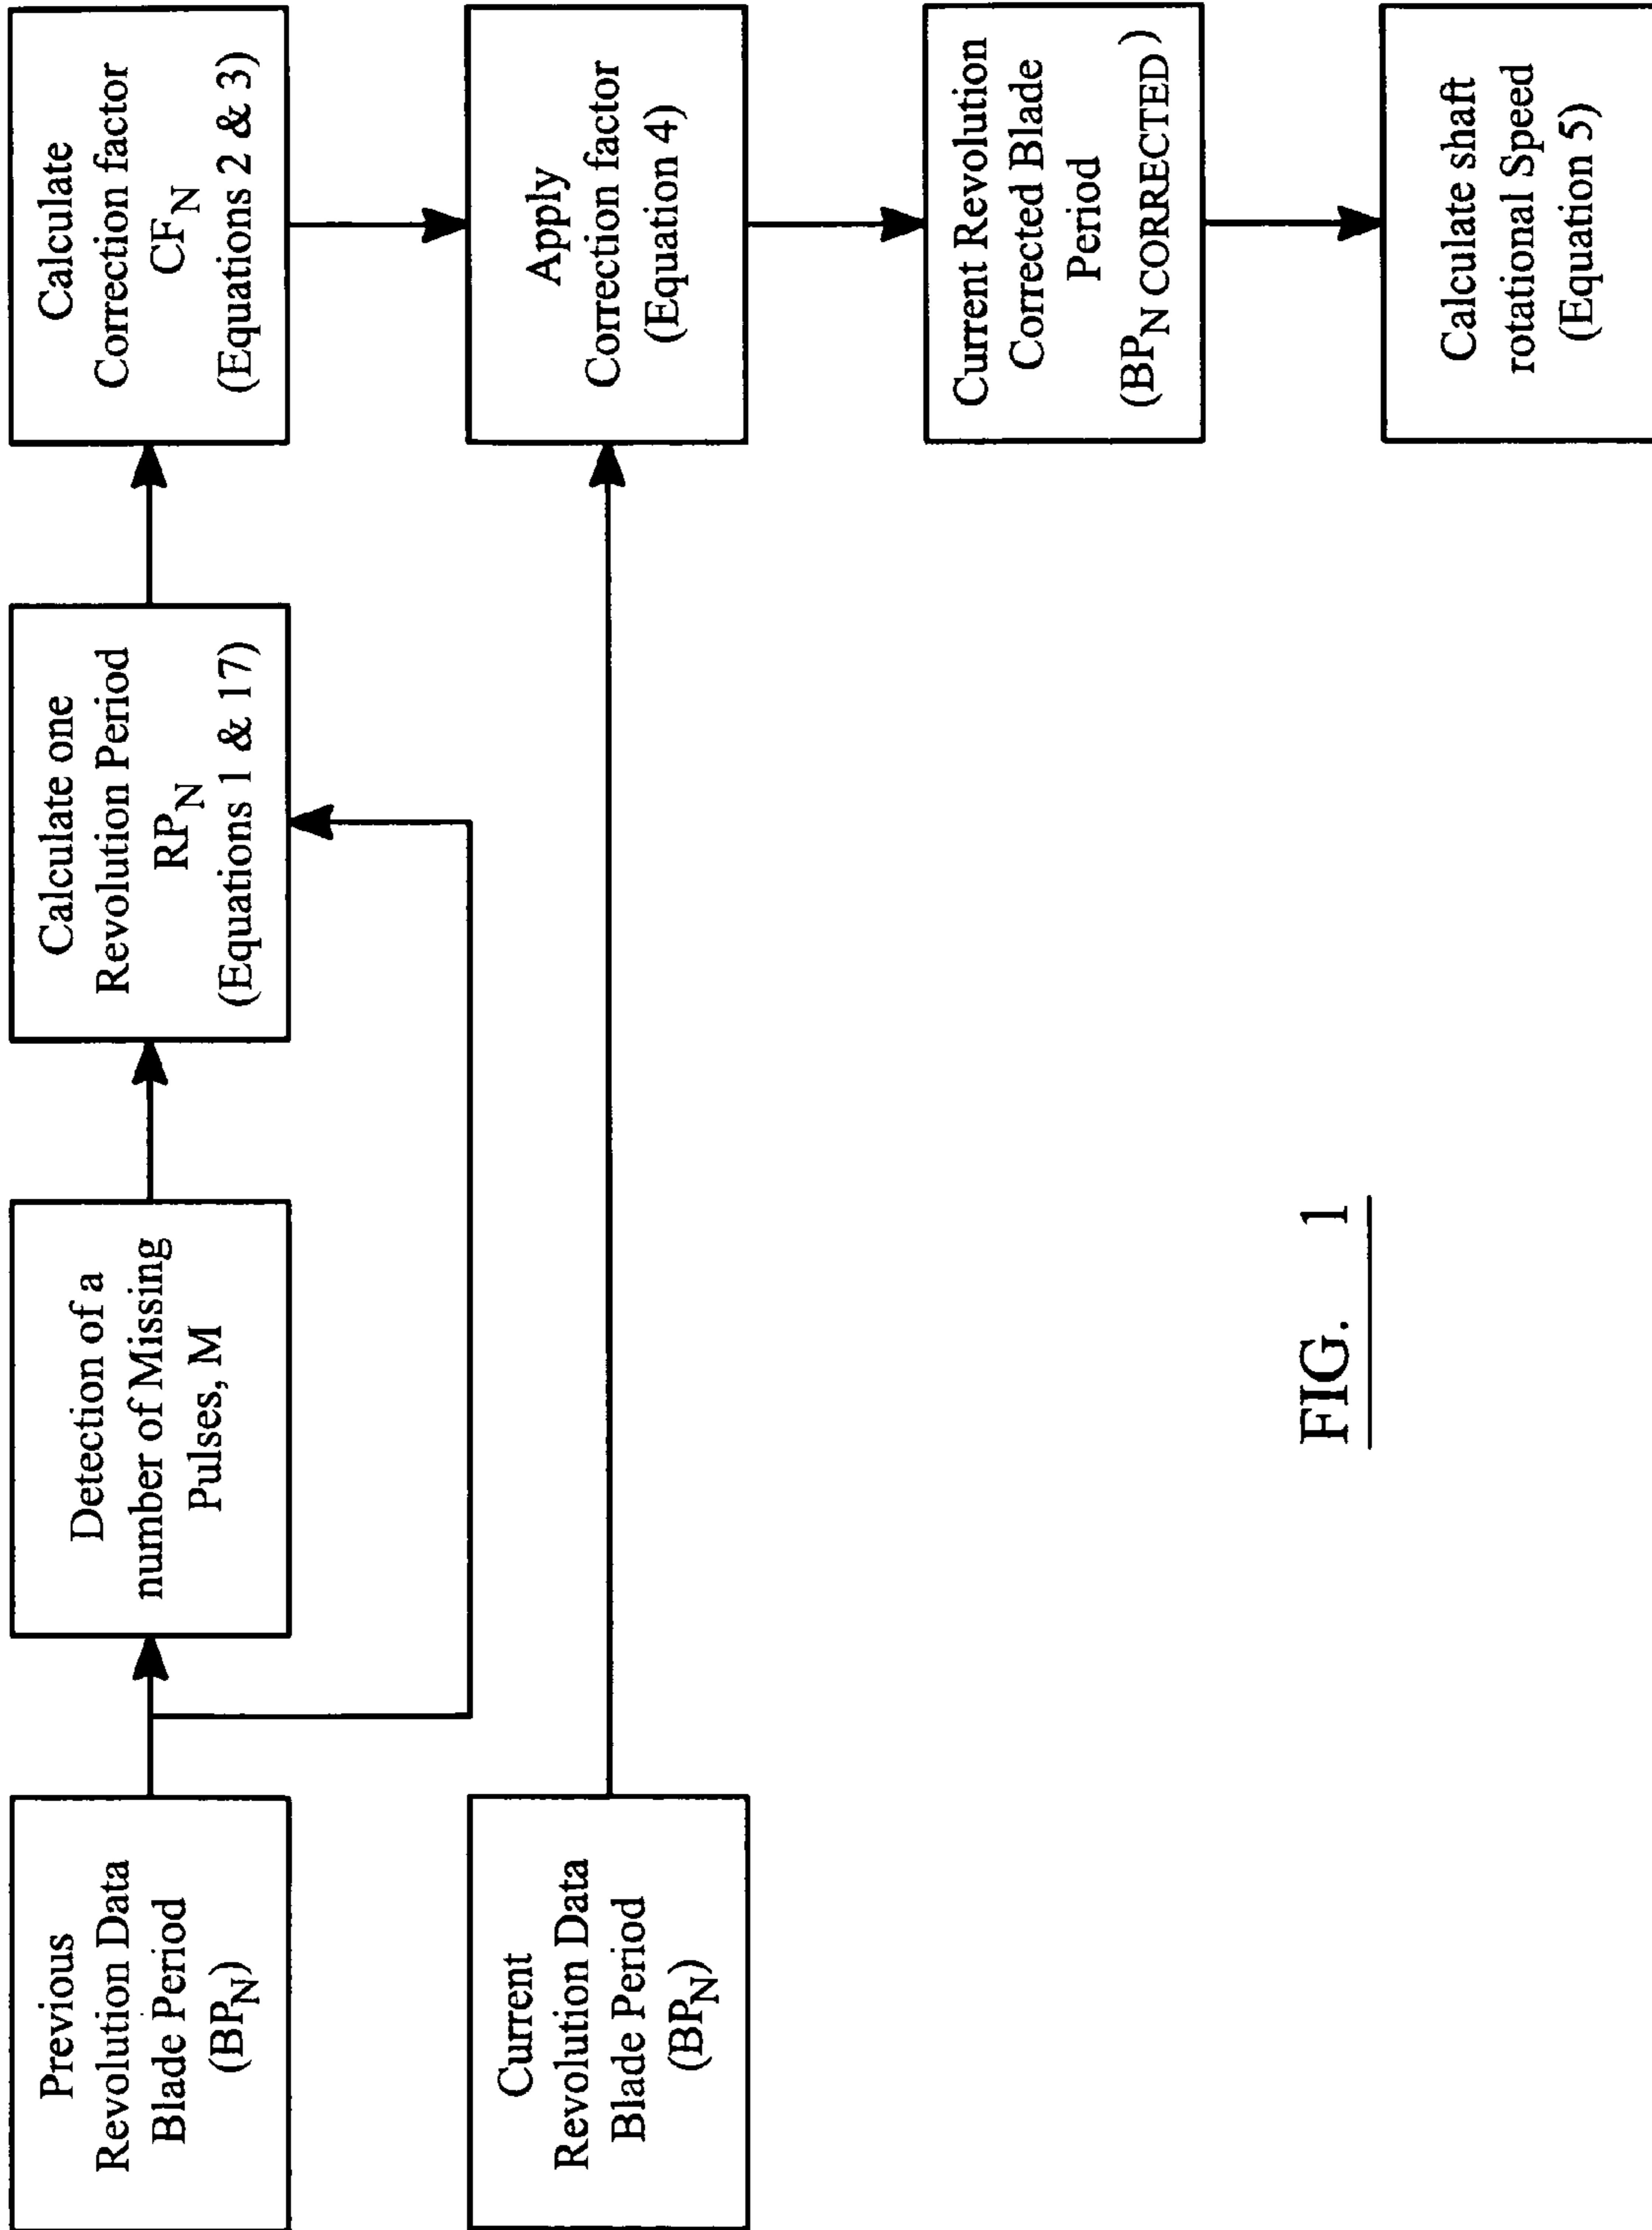 Previous
Revolution Data
Blade Period
(BP_N)
Detection of a
number of Missing
Pulses, M
Calculate one
Revolution Period
RP_N
(Equations 1 & 17)
Calculate
Correction factor
CF_N
(Equations 2 & 3)
Current
Revolution Data
Blade Period
(BP_N)
Apply
Correction factor
(Equation 4)
Current Revolution
Corrected Blade
Period
(BP_N CORRECTED)
Calculate shaft
rotational Speed
(Equation 5)
FIG. 1